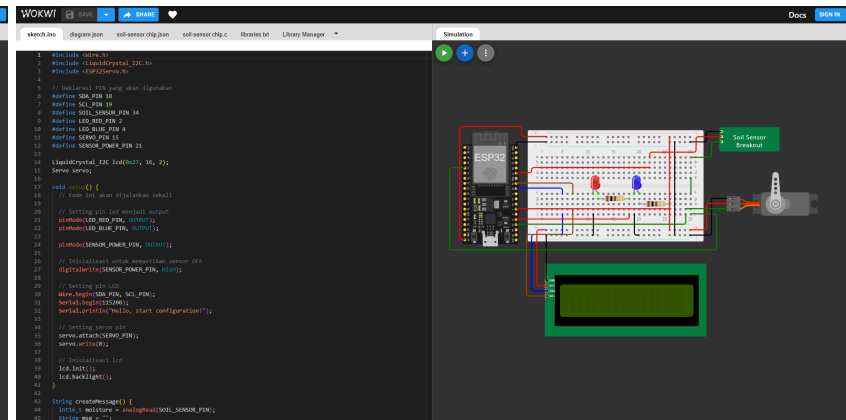 WOKWI SAVE SHARE Docs SIGN IN
sketch.ino diagram.json soil-sensor.chip.json soil-sensor.chip.c libraries.txt Library Manager
Simulation
1 #include <Wire.h>
2 #include <LiquidCrystal_I2C.h>
3 #include <ESP32Servo.h>
4
5 // Deklarasi PIN yang akan digunakan
6 #define SDA_PIN 18
7 #define SCL_PIN 19
8 #define SOIL_SENSOR_PIN 34
9 #define LED_RED_PIN 2
10 #define LED_BLUE_PIN 4
11 #define SERVO_PIN 15
12 #define SENSOR_POWER_PIN 21
13
14 LiquidCrystal_I2C lcd(0x27, 16, 2);
15 Servo servo;
16
17 void setup() {
18 // Kode ini akan dijalankan sekali
19
20 // Setting pin led menjadi output
21 pinMode(LED_RED_PIN, OUTPUT);
22 pinMode(LED_BLUE_PIN, OUTPUT);
23
24 pinMode(SENSOR_POWER_PIN, OUTPUT);
25
26 // Inisialisasi untuk memastikan sensor OFF
27 digitalWrite(SENSOR_POWER_PIN, HIGH);
28
29 // Setting pin LCD
30 Wire.begin(SDA_PIN, SCL_PIN);
31 Serial.begin(115200);
32 Serial.println("Hello, start configuration!");
33
34 // Setting servo pin
35 servo.attach(SERVO_PIN);
36 servo.write(0);
37
38 // Inisialisasi lcd
39 lcd.init();
40 lcd.backlight();
41 }
42
43 String createMessage() {
44 int16_t moisture = analogRead(SOIL_SENSOR_PIN);
45 String msg = "";
ESP32
Soil Sensor
Breakout